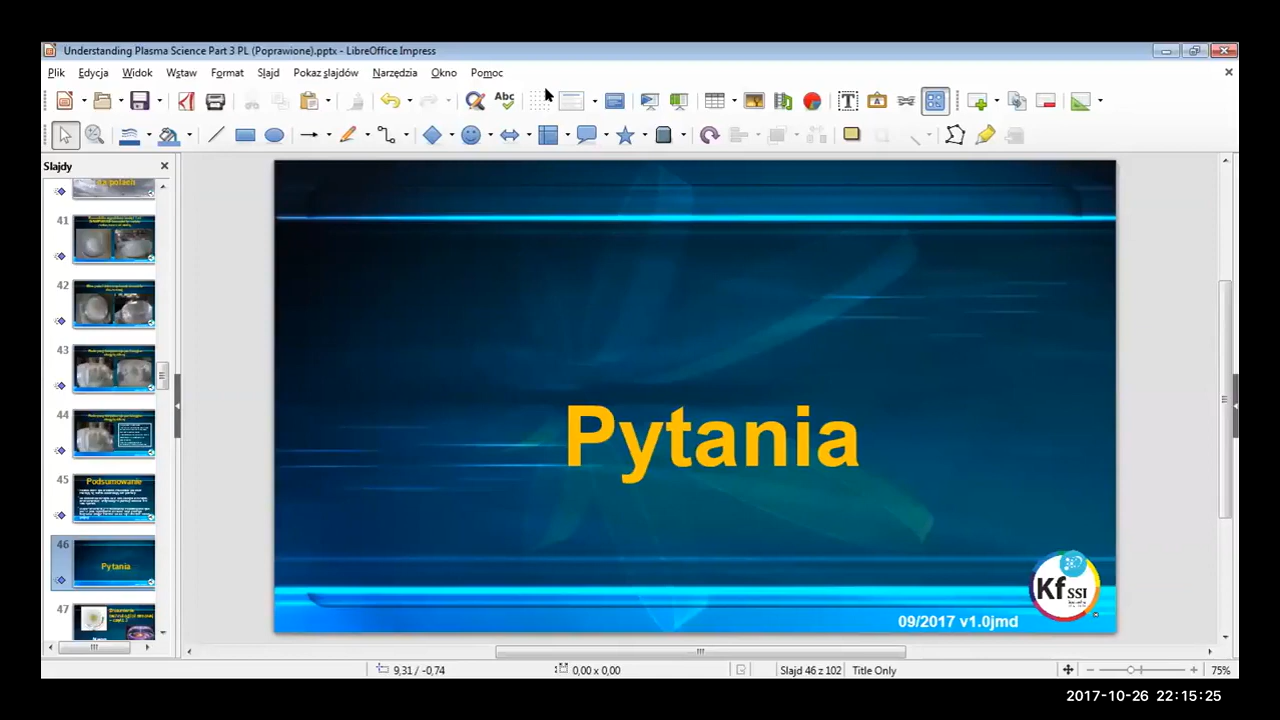 Understanding Plasma Science Part 3 PL (Poprawione).pptx - LibreOffice Impress
Plik Edycja Widok Wstaw Format Slajd Pokaz slajdów Narzędzia Okno Pomoc
Abc
Slajdy
41
42
43
44
45
Podsumowanie
46
Pytania
47
Pytania
Kf SSI
09/2017 v1.0jmd
9,31 / -0,74
0,00 x 0,00
Slajd 46 z 102
Title Only
75%
2017-10-26 22:15:25